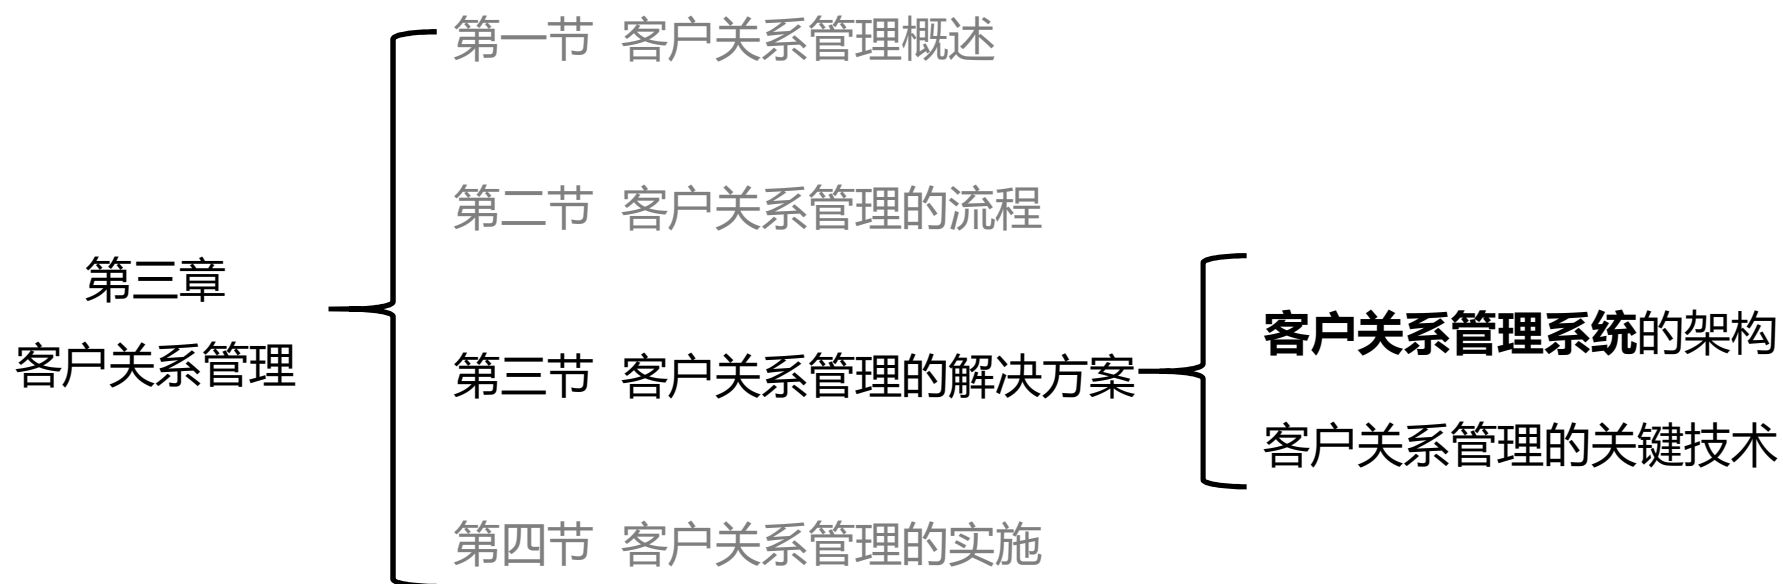 第三章
客户关系管理
第一节 客户关系管理概述
第二节 客户关系管理的流程
第三节 客户关系管理的解决方案
客户关系管理系统的架构
客户关系管理的关键技术
第四节 客户关系管理的实施